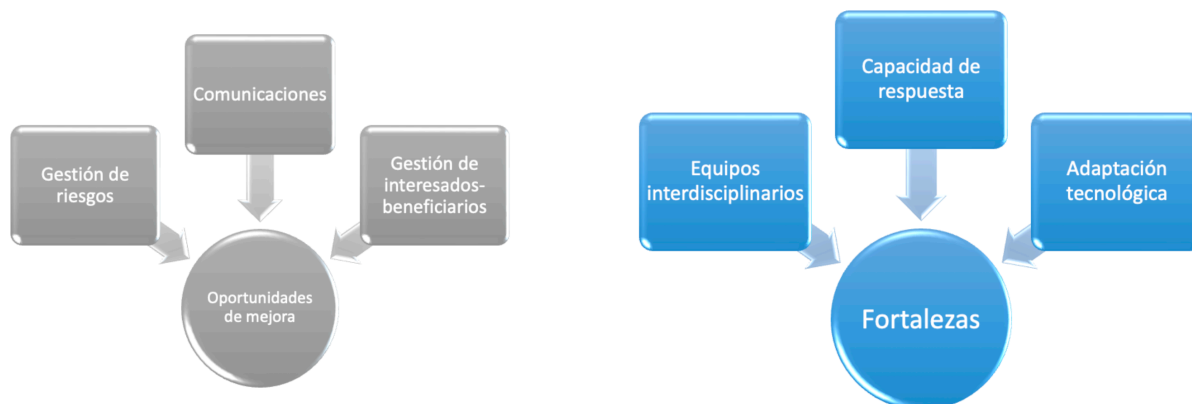 Comunicaciones
Gestión de
riesgos
Gestión de
interesados-
beneficiarios
Oportunidades
de mejora
Capacidad de
respuesta
Equipos
interdisciplinarios
Adaptación
tecnológica
Fortalezas